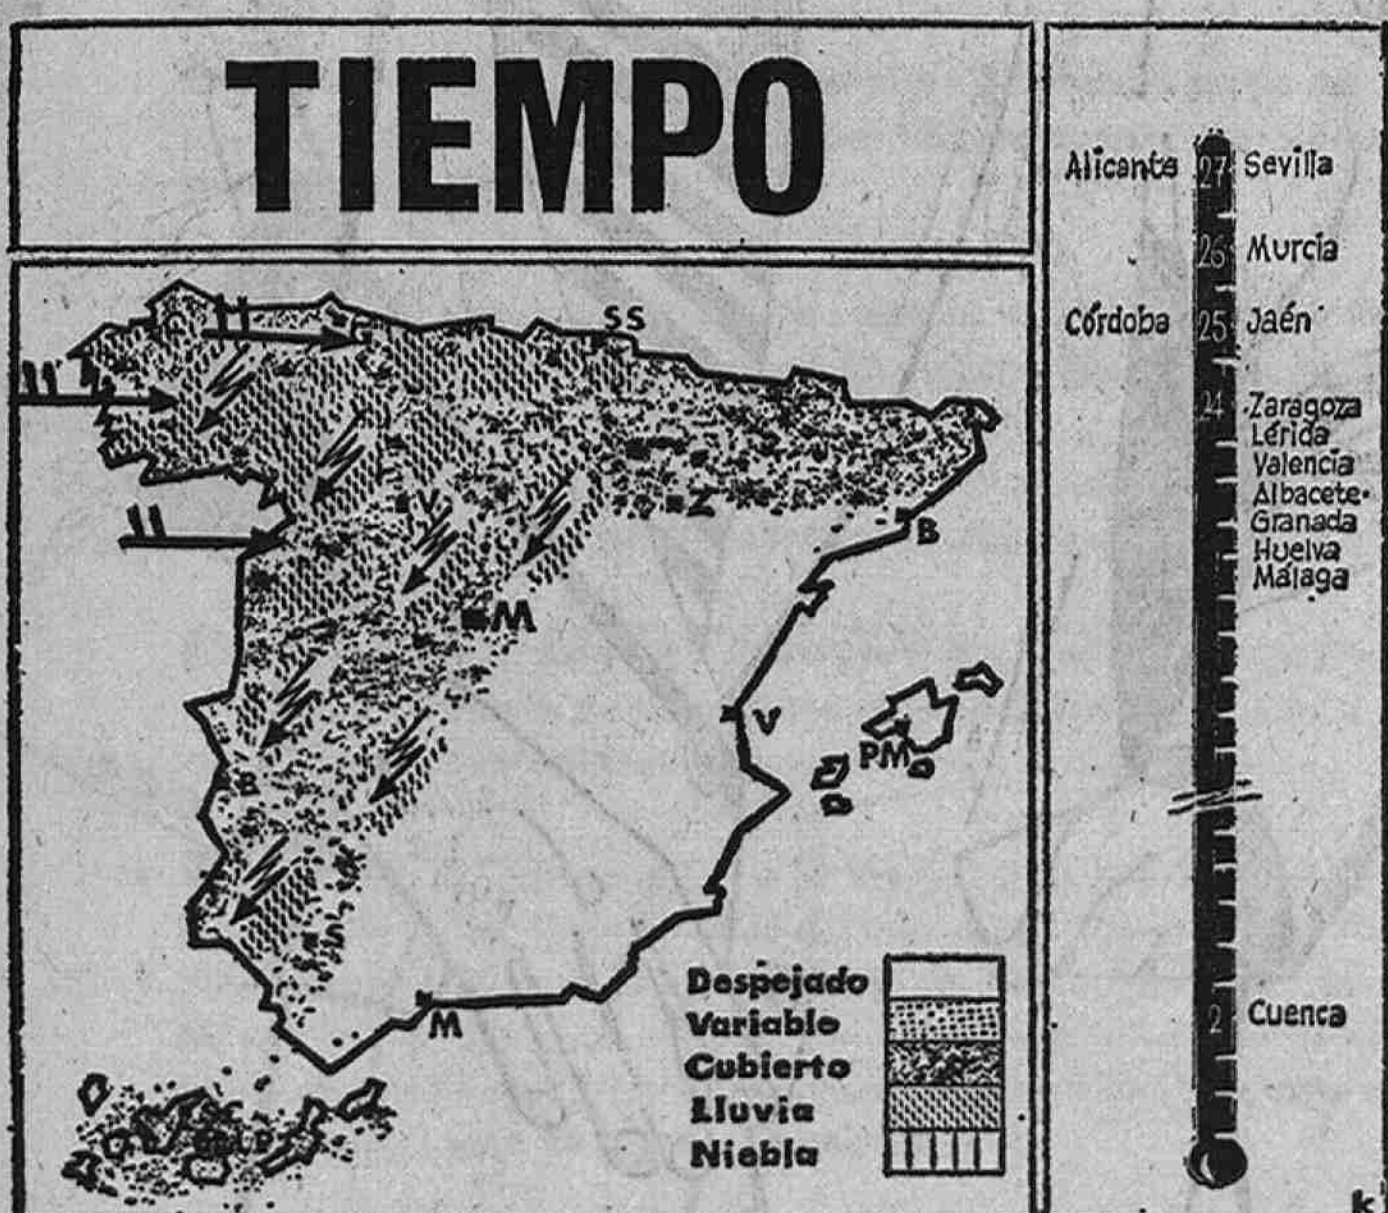 TIEMPO
Alicante 27 Sevilla
26 Murcia
Córdoba 25 Jaén
24 Zaragoza
Lérida
Valencia
Albacete
Granada
Huelva
Málaga
2 Cuenca
SS
V
Z
B
M
V
PM
B
M
Despejado
Variable
Cubierto
Lluvia
Niebla
k